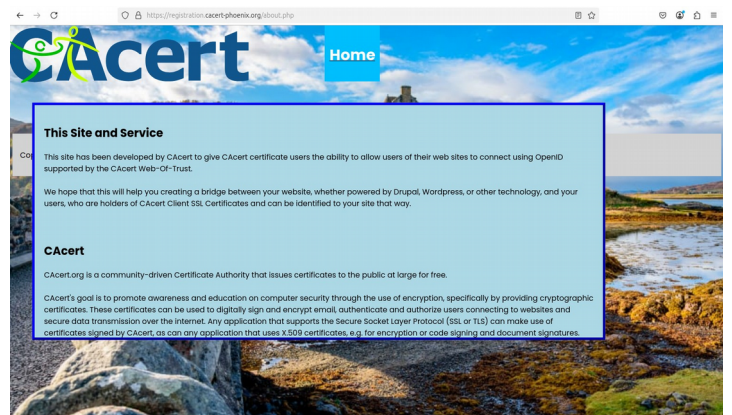 https://registration.cacert-phoenix.org/about.php
CAcert
Home
This Site and Service
This site has been developed by CAcert to give CAcert certificate users the ability to allow users of their web sites to connect using OpenID
supported by the CAcert Web-Of-Trust.
We hope that this will help you creating a bridge between your website, whether powered by Drupal, Wordpress, or other technology, and your
users, who are holders of CAcert Client SSL Certificates and can be identified to your site that way.
CAcert
CAcert.org is a community-driven Certificate Authority that issues certificates to the public at large for free.
CAcert's goal is to promote awareness and education on computer security through the use of encryption, specifically by providing cryptographic
certificates. These certificates can be used to digitally sign and encrypt email, authenticate and authorize users connecting to websites and
secure data transmission over the internet. Any application that supports the Secure Socket Layer Protocol (SSL or TLS) can make use of
certificates signed by CAcert, as can any application that uses X.509 certificates, e.g. for encryption or code signing and document signatures.